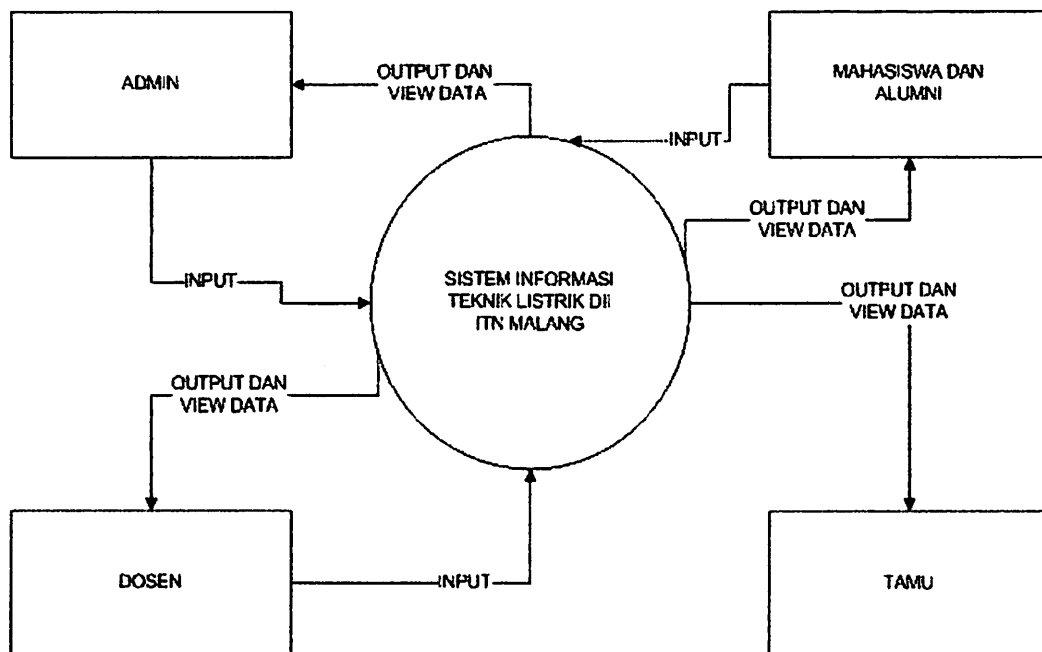 ADMIN
OUTPUT DAN
VIEW DATA
MAHASISWA DAN
ALUMNI
INPUT
OUTPUT DAN
VIEW DATA
INPUT
SISTEM INFORMASI
TEKNIK LISTRIK DII
ITN MALANG
OUTPUT DAN
VIEW DATA
OUTPUT DAN
VIEW DATA
DOSEN
INPUT
TAMU